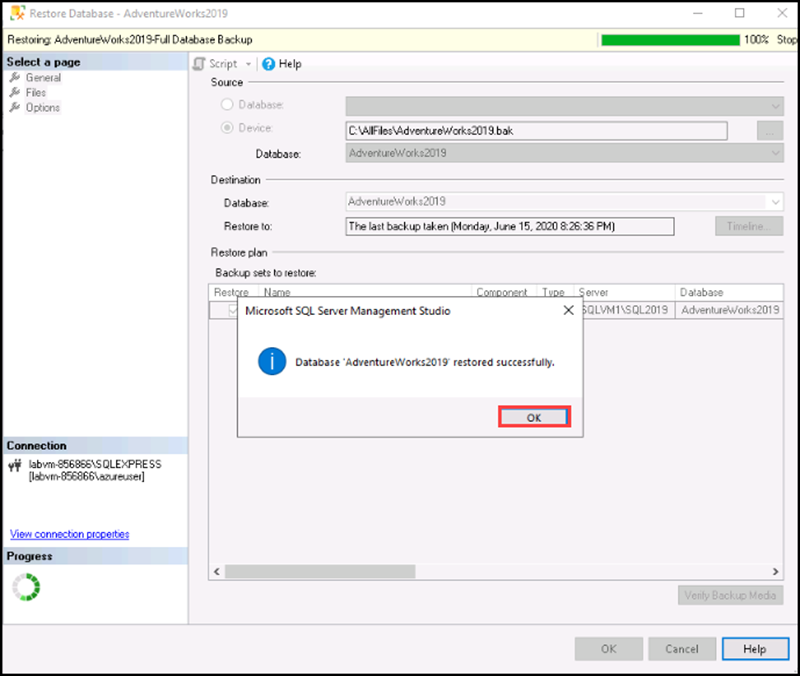 Restore Database - AdventureWorks2019
Restoring: AdventureWorks2019-Full Database Backup 100% Stop
Select a page
General
Files
Options
Script Help
Source
Database:
Device: C:\AllFiles\AdventureWorks2019.bak ...
Database: AdventureWorks2019
Destination
Database: AdventureWorks2019
Restore to: The last backup taken (Monday, June 15, 2020 8:26:36 PM) Timeline...
Restore plan
Backup sets to restore:
Restore Name Component Type Server Database
SQLVM1\SQL2019 AdventureWorks2019
Microsoft SQL Server Management Studio
Database 'AdventureWorks2019' restored successfully.
OK
Connection
labvm-856866\SQLEXPRESS
[labvm-856866\azureuser]
View connection properties
Progress
Verify Backup Media
OK Cancel Help